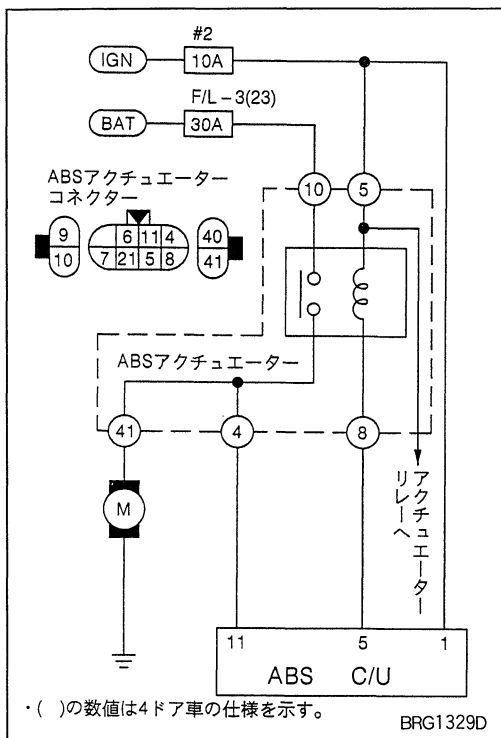 #2
IGN
10A
F/L-3(23)
BAT
30A
ABSアクチュエーター
コネクター
10
5
9
6
11
4
40
10
7
21
5
8
41
ABSアクチュエーター
41
4
8
M
アクチュエーター
リレーへ
11
5
1
ABS C/U
・( )の数値は4ドア車の仕様を示す。
BRG1329D